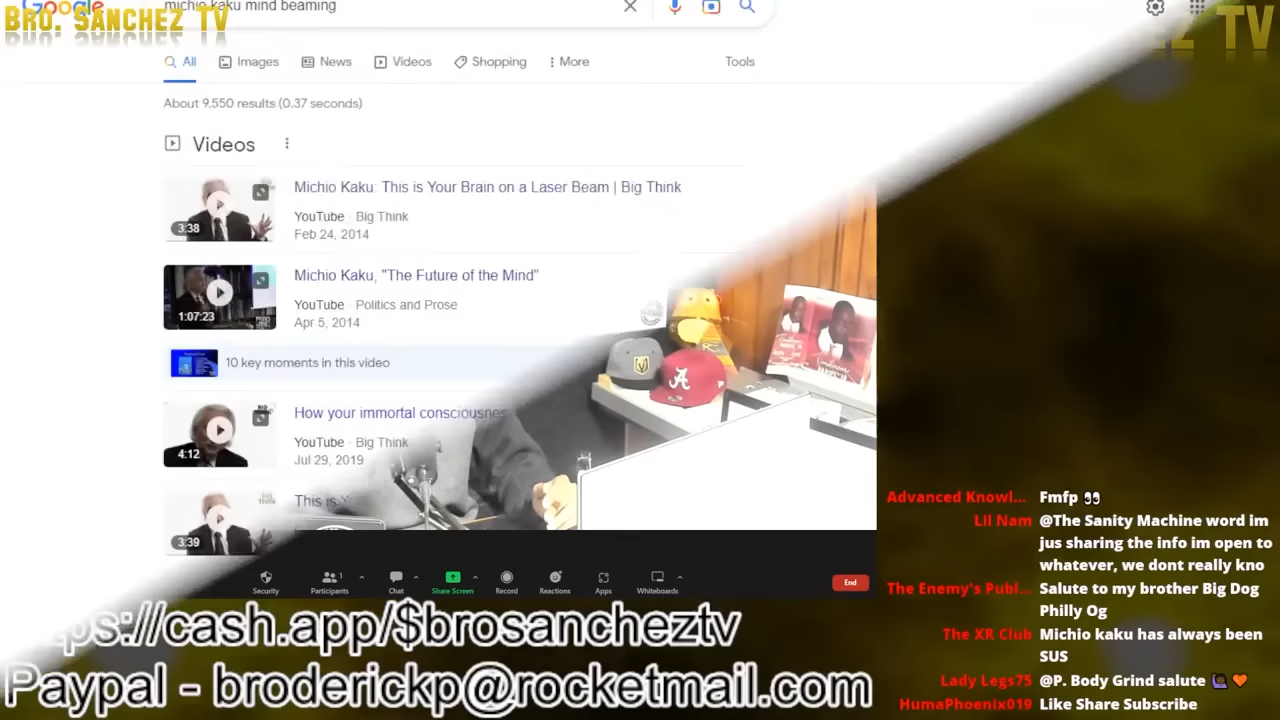 BRO. SANCHEZ TV
Google
michio kaku mind beaming
All
Images
News
Videos
Shopping
More
Tools
About 9,550 results (0.37 seconds)
Videos
Michio Kaku: This is Your Brain on a Laser Beam | Big Think
YouTube · Big Think
Feb 24, 2014
3:38
Michio Kaku, "The Future of the Mind"
YouTube · Politics and Prose
Apr 5, 2014
1:07:23
10 key moments in this video
How your immortal consciousnes
YouTube · Big Think
Jul 29, 2019
4:12
This is
3:39
A
Security
Participants
1
Chat
Share Screen
Record
Reactions
Apps
Whiteboards
End
ps://cash.app/$brosancheztv
Paypal - broderickp@rocketmail.com
Z TV
Advanced Knowl... Fmfp 👀
Lil Nam @The Sanity Machine word im
jus sharing the info im open to
whatever, we dont really kno
The Enemy's Publ... Salute to my brother Big Dog
Philly Og
The XR Club Michio kaku has always been
SUS
Lady Legs75 @P. Body Grind salute 🙋🏿‍♀️ 🧡
HumaPhoenix019 Like Share Subscribe